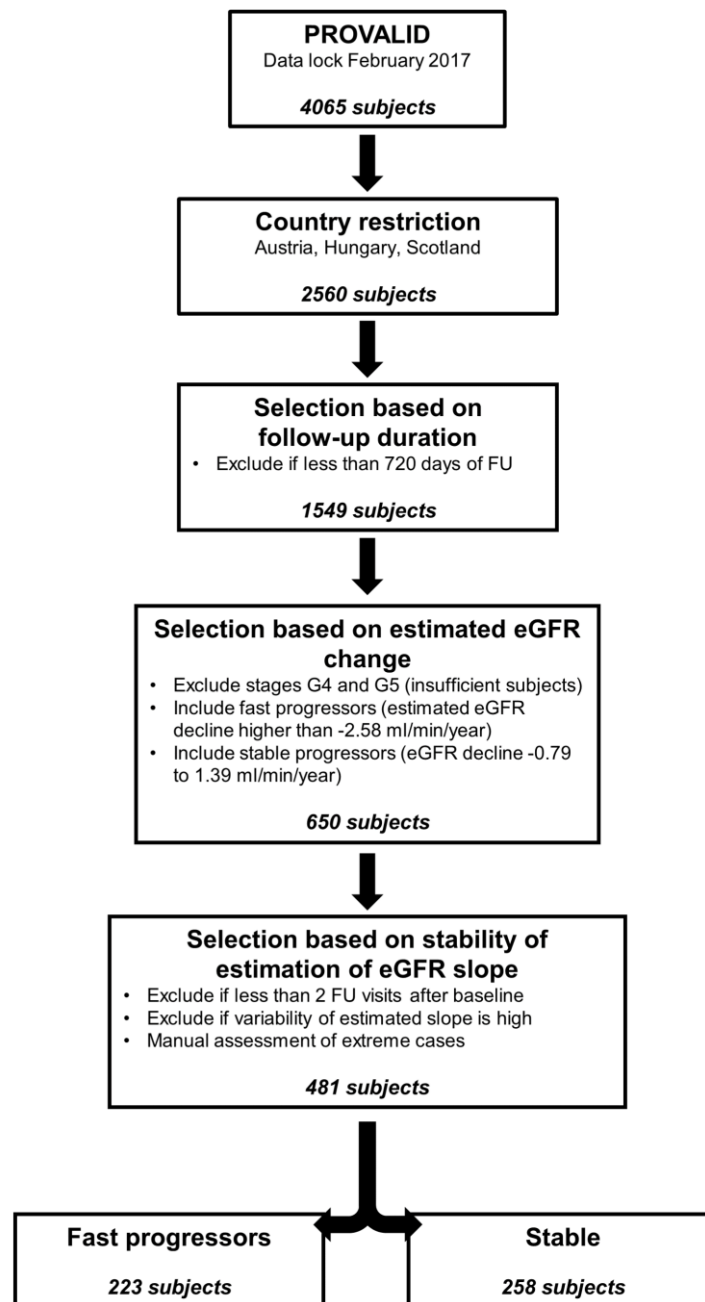 PROVALID
Data lock February 2017
4065 subjects
Country restriction
Austria, Hungary, Scotland
2560 subjects
Selection based on
follow-up duration
• Exclude if less than 720 days of FU
1549 subjects
Selection based on estimated eGFR
change
• Exclude stages G4 and G5 (insufficient subjects)
• Include fast progressors (estimated eGFR
decline higher than -2.58 ml/min/year)
• Include stable progressors (eGFR decline -0.79
to 1.39 ml/min/year)
650 subjects
Selection based on stability of
estimation of eGFR slope
• Exclude if less than 2 FU visits after baseline
• Exclude if variability of estimated slope is high
• Manual assessment of extreme cases
481 subjects
Fast progressors
223 subjects
Stable
258 subjects